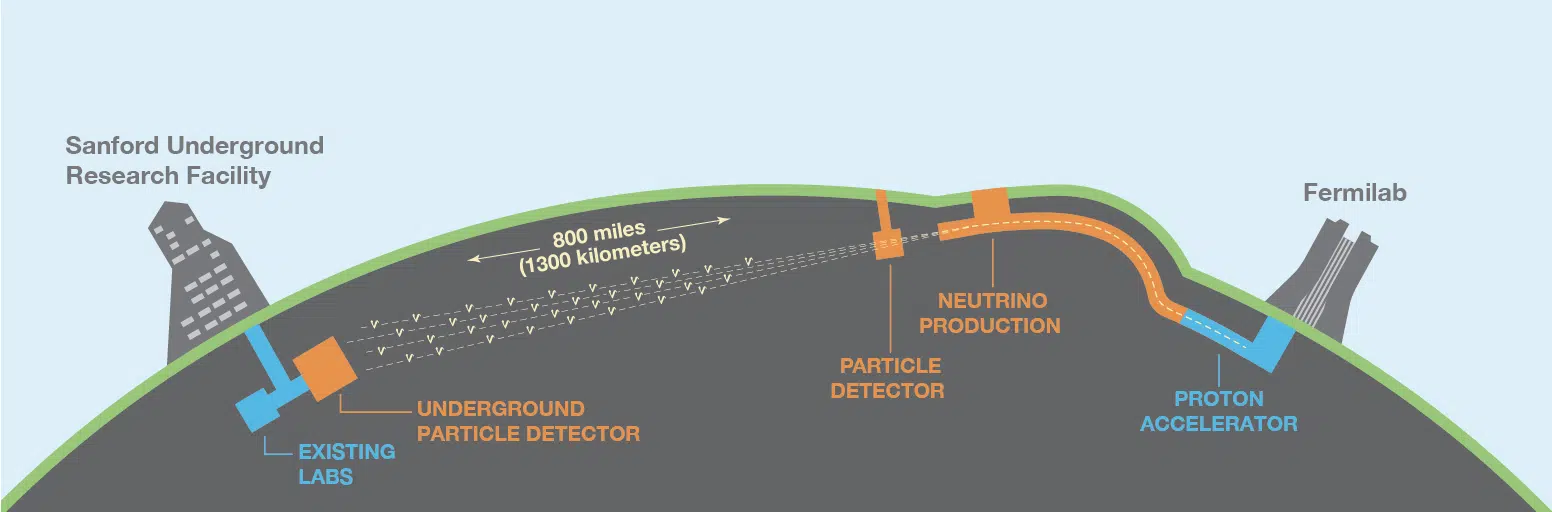 Sanford Underground
Research Facility
Fermilab
800 miles
(1300 kilometers)
NEUTRINO
PRODUCTION
PARTICLE
DETECTOR
PROTON
ACCELERATOR
UNDERGROUND
PARTICLE DETECTOR
EXISTING
LABS